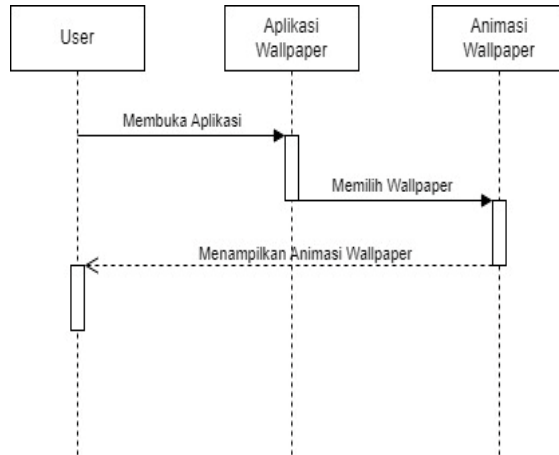 User
Aplikasi
Wallpaper
Animasi
Wallpaper
Membuka Aplikasi
Memilih Wallpaper
Menampilkan Animasi Wallpaper